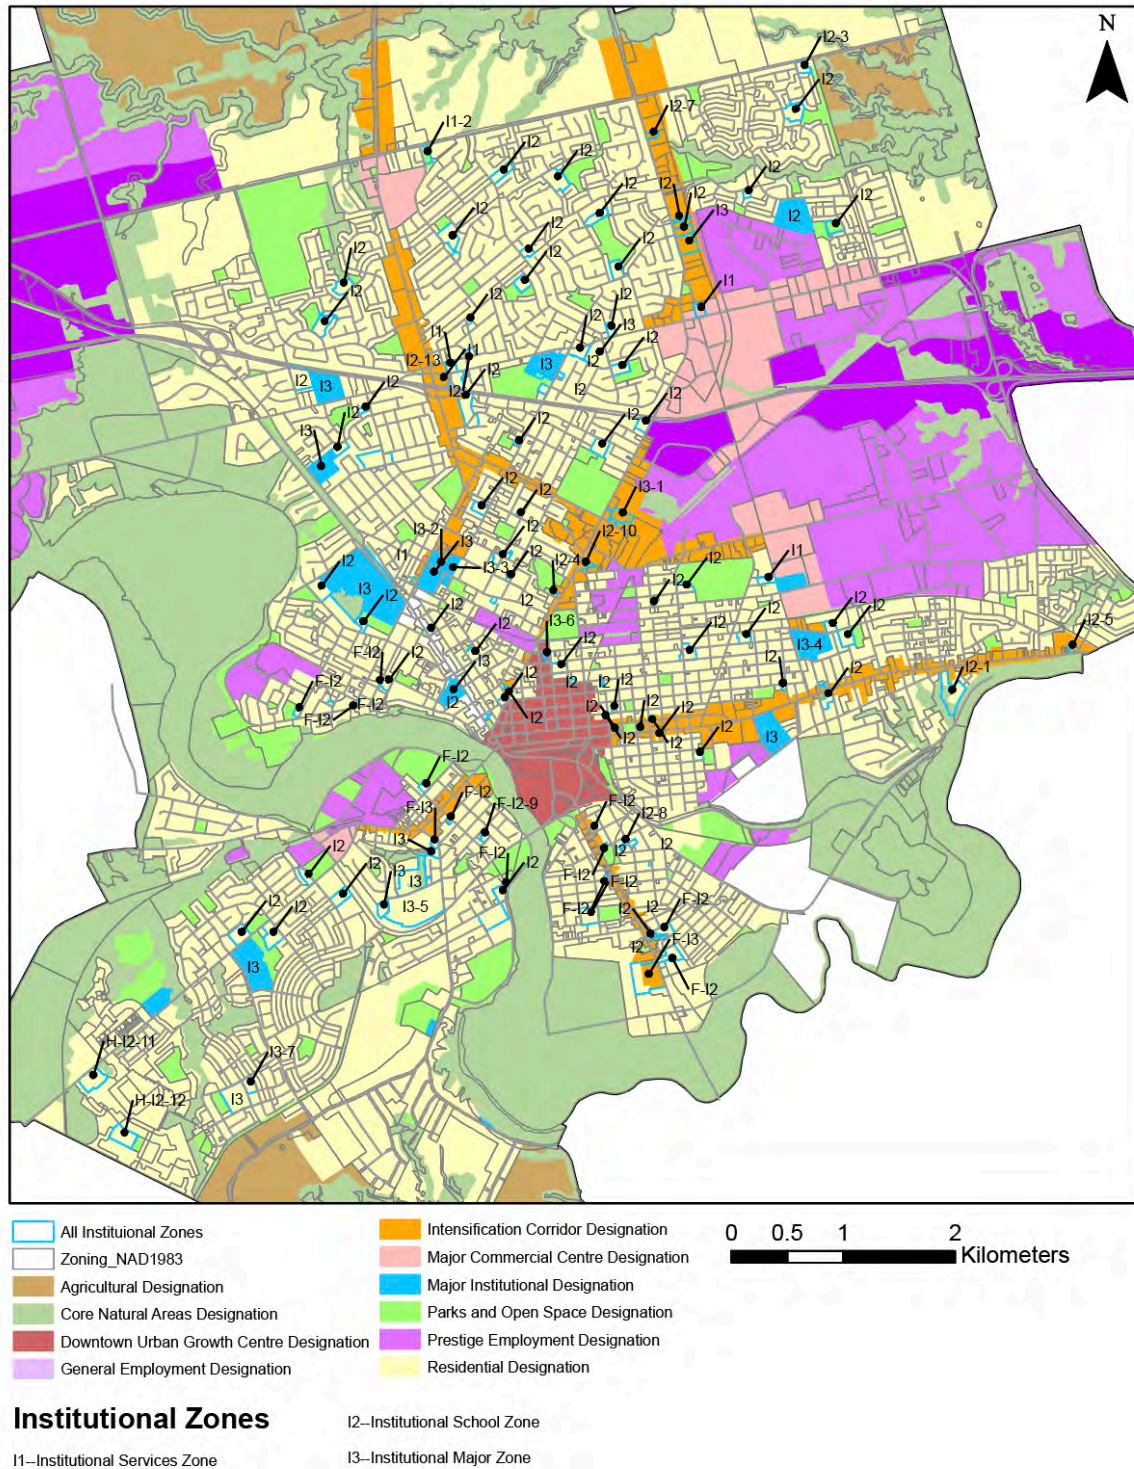 N
I2-3
I2
I2-7
I1-2
I2
I2
I2
I2
I2
I2
I2
I3
I2
I2
I2
I2
I2
I2
I2
I2
I2
I1
I2
I2
I3
I2
I1
I1
I2-13
I2
I2
I3
I2
I2
I3
I2
I2
I2
I3
I2
I2
I2
I2
I3-1
I2-10
I3-2
I3
I1
I3-3
I2
I2
I2-4
I2
I2
I1
I2
I3
I2
I2
I2
I3-6
I2
I2
I2
I2
I2
I3-4
I2-5
F-I2
I2
I3
I2
I2
I2
I2
I2
I2
I2-1
F-I2
F-I2
F-I2
I2
I2
I2
I2
I2
I3
F-I2
F-I2
F-I3
F-I2-9
F-I2
I2-8
I3
I2
I2
I2
I2
I3
I3
F-I2
I2
F-I2
F-I2
I3-5
F-I2
I2
I2
F-I2
I2
I2
I3
I2
F-I3
F-I2
H-I2-11
I3-7
H-I2-12
I3
All Instituional Zones
Zoning_NAD1983
Agricultural Designation
Core Natural Areas Designation
Downtown Urban Growth Centre Designation
General Employment Designation
Intensification Corridor Designation
Major Commercial Centre Designation
Major Institutional Designation
Parks and Open Space Designation
Prestige Employment Designation
Residential Designation
0 0.5 1 2
Kilometers
Institutional Zones
I2--Institutional School Zone
I1--Institutional Services Zone
I3--Institutional Major Zone